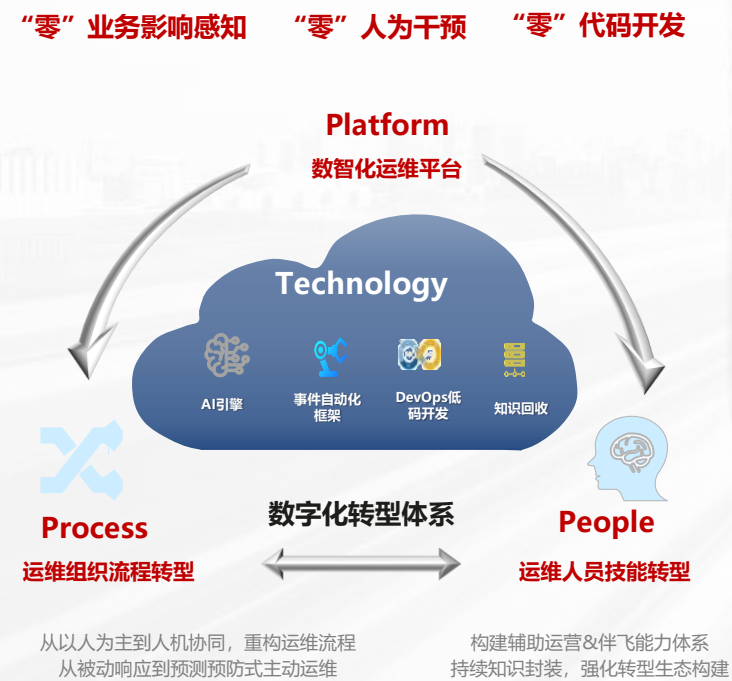 “零”业务影响感知 “零”人为干预 “零”代码开发
Platform
数智化运维平台
Technology
AI引擎
事件自动化
框架
DevOps低
码开发
知识回收
数字化转型体系
Process
运维组织流程转型
People
运维人员技能转型
从以人为主到人机协同，重构运维流程
从被动响应到预测预防式主动运维
构建辅助运营&伴飞能力体系
持续知识封装，强化转型生态构建